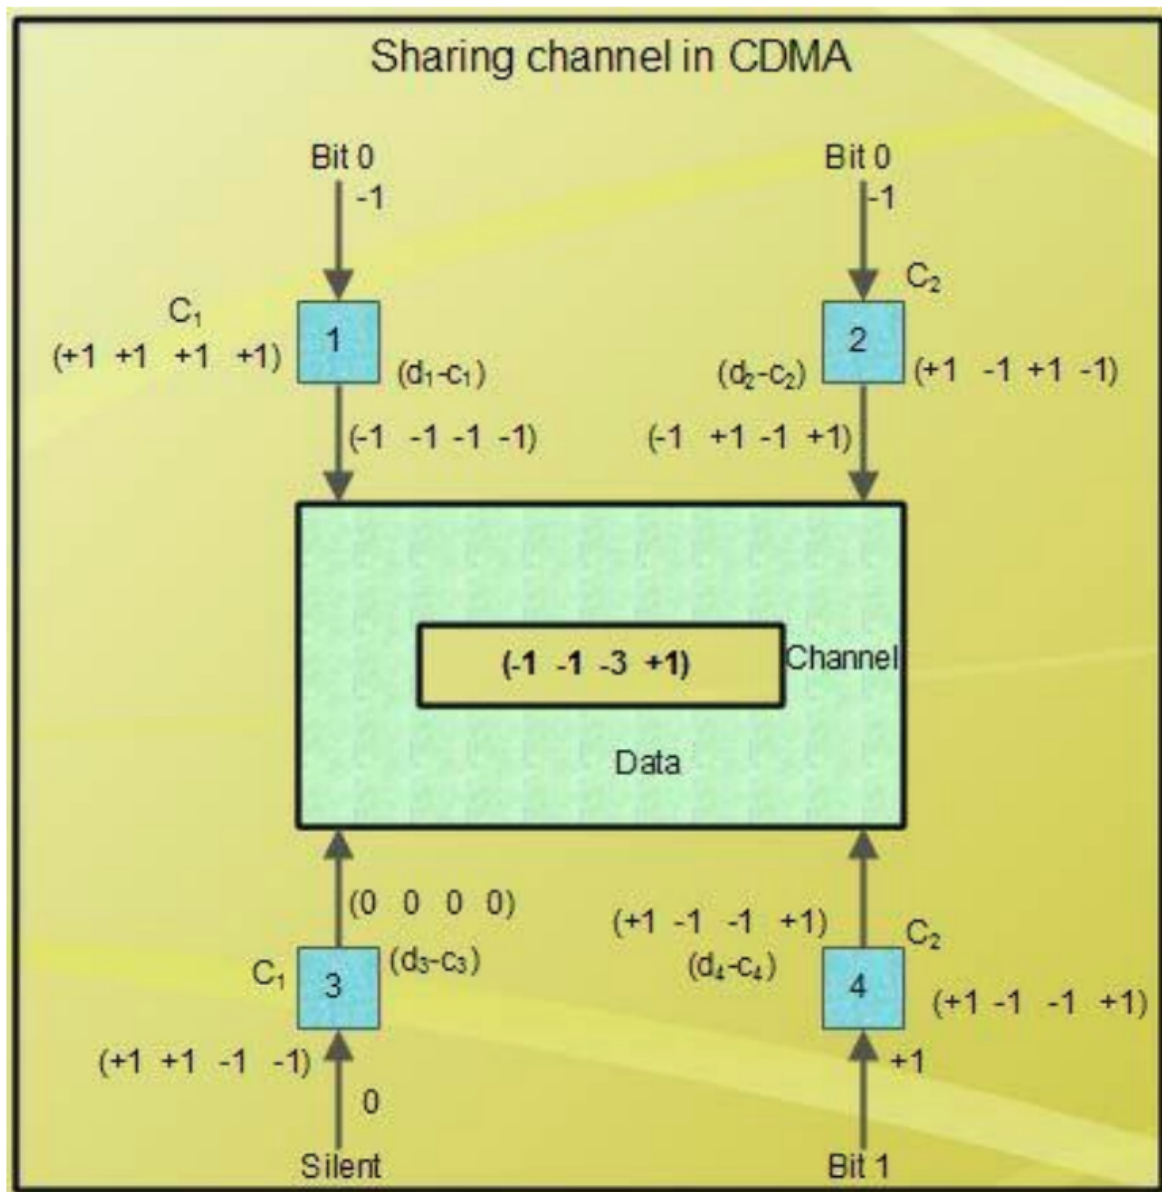 Sharing channel in CDMA
Bit 0
-1
Bit 0
-1
C₁
(+1 +1 +1 +1)
1
(d₁-c₁)
(-1 -1 -1 -1)
C₂
2
(d₂-c₂)
(+1 -1 +1 -1)
(-1 +1 -1 +1)
(-1 -1 -3 +1)
Channel
Data
(0 0 0 0)
C₁
3
(d₃-c₃)
(+1 +1 -1 -1)
0
Silent
(+1 -1 -1 +1)
C₂
(d₄-c₄)
4
(+1 -1 -1 +1)
+1
Bit 1